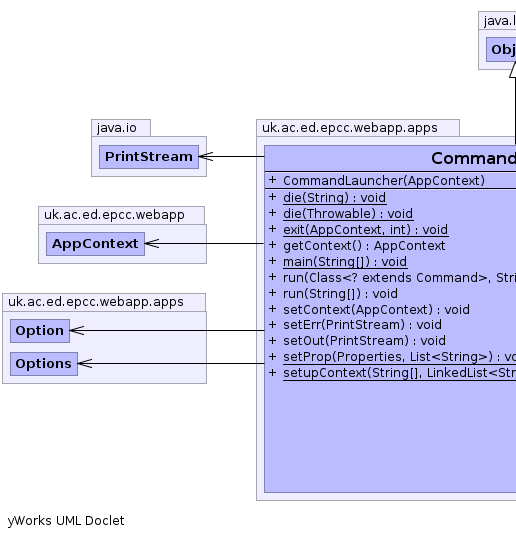 java.l
Obj
java.io
PrintStream
uk.ac.ed.epcc.webapp.apps
Command
+ CommandLauncher(AppContext)
+ die(String) : void
+ die(Throwable) : void
+ exit(AppContext, int) : void
+ getContext() : AppContext
+ main(String[]) : void
+ run(Class<? extends Command>, Stri
+ run(String[]) : void
+ setContext(AppContext) : void
+ setErr(PrintStream) : void
+ setOut(PrintStream) : void
+ setProp(Properties, List<String>) : vo
+ setupContext(String[], LinkedList<Str
uk.ac.ed.epcc.webapp
AppContext
uk.ac.ed.epcc.webapp.apps
Option
Options
yWorks UML Doclet